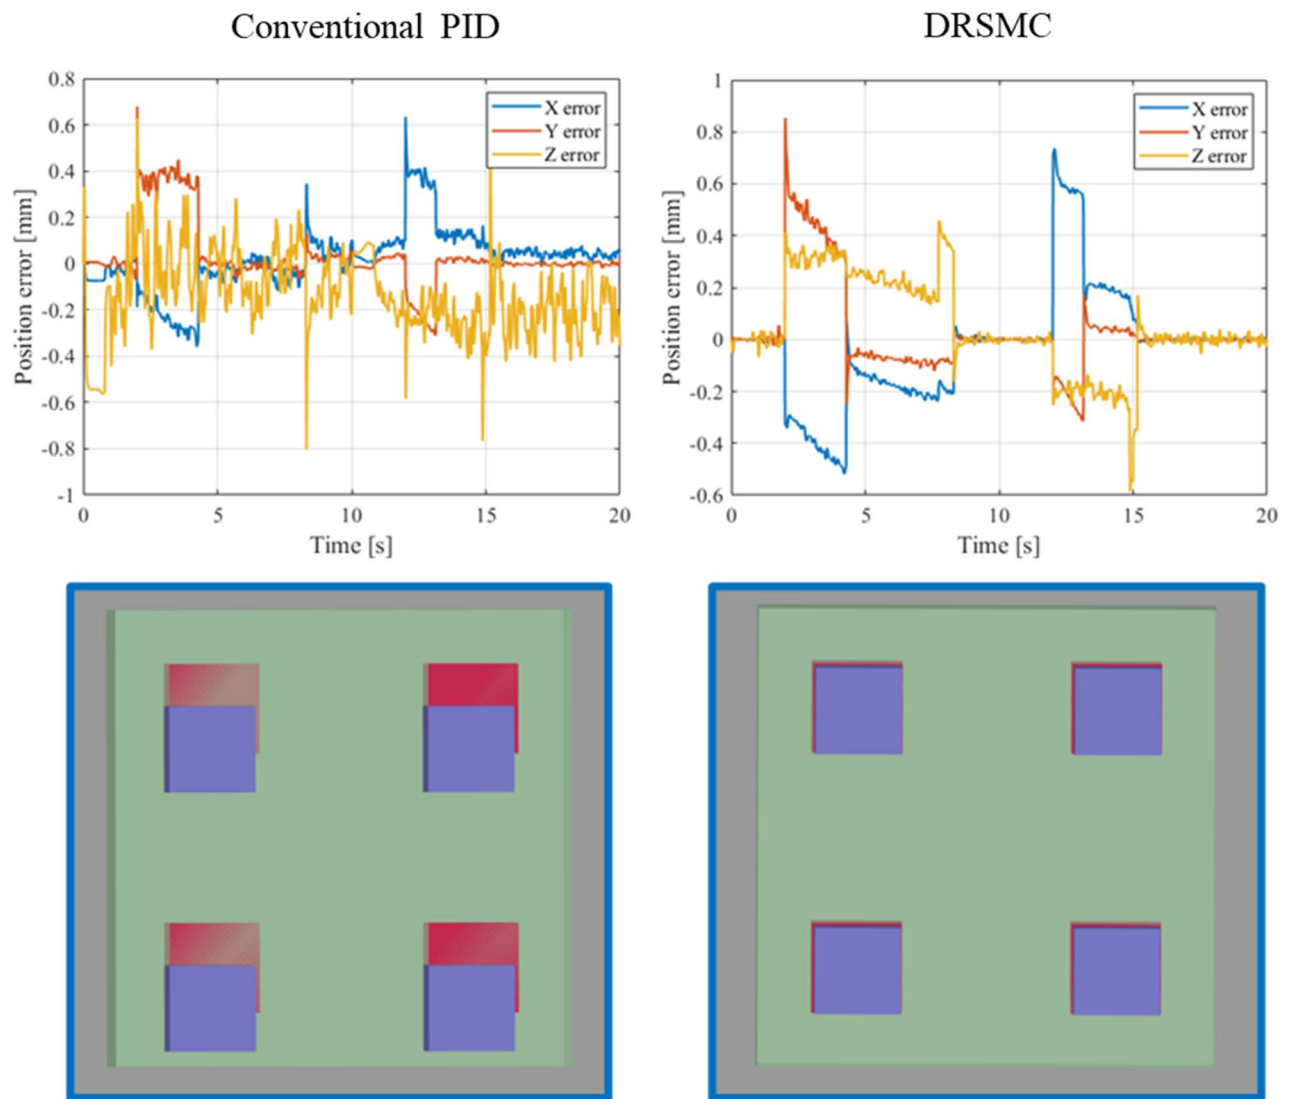 Conventional PID
DRSMC
0.8
0.6
0.4
0.2
0
-0.2
-0.4
-0.6
-0.8
-1
Position error [mm]
X error
Y error
Z error
0 5 10 15 20
Time [s]
1
0.8
0.6
0.4
0.2
0
-0.2
-0.4
-0.6
Position error [mm]
X error
Y error
Z error
0 5 10 15 20
Time [s]